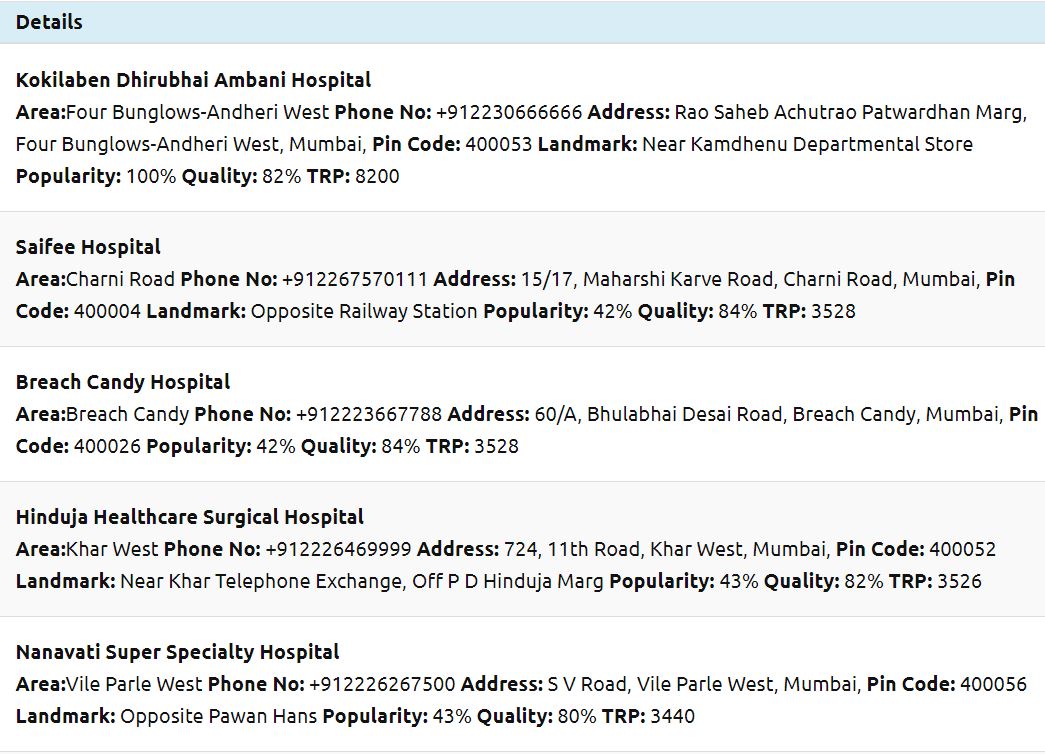 Details
Kokilaben Dhirubhai Ambani Hospital
Area:Four Bunglows-Andheri West Phone No: +912230666666 Address: Rao Saheb Achutrao Patwardhan Marg,
Four Bunglows-Andheri West, Mumbai, Pin Code: 400053 Landmark: Near Kamdhenu Departmental Store
Popularity: 100% Quality: 82% TRP: 8200
Saifee Hospital
Area:Charni Road Phone No: +912267570111 Address: 15/17, Maharshi Karve Road, Charni Road, Mumbai, Pin
Code: 400004 Landmark: Opposite Railway Station Popularity: 42% Quality: 84% TRP: 3528
Breach Candy Hospital
Area:Breach Candy Phone No: +912223667788 Address: 60/A, Bhulabhai Desai Road, Breach Candy, Mumbai, Pin
Code: 400026 Popularity: 42% Quality: 84% TRP: 3528
Hinduja Healthcare Surgical Hospital
Area:Khar West Phone No: +912226469999 Address: 724, 11th Road, Khar West, Mumbai, Pin Code: 400052
Landmark: Near Khar Telephone Exchange, Off P D Hinduja Marg Popularity: 43% Quality: 82% TRP: 3526
Nanavati Super Specialty Hospital
Area:Vile Parle West Phone No: +912226267500 Address: S V Road, Vile Parle West, Mumbai, Pin Code: 400056
Landmark: Opposite Pawan Hans Popularity: 43% Quality: 80% TRP: 3440